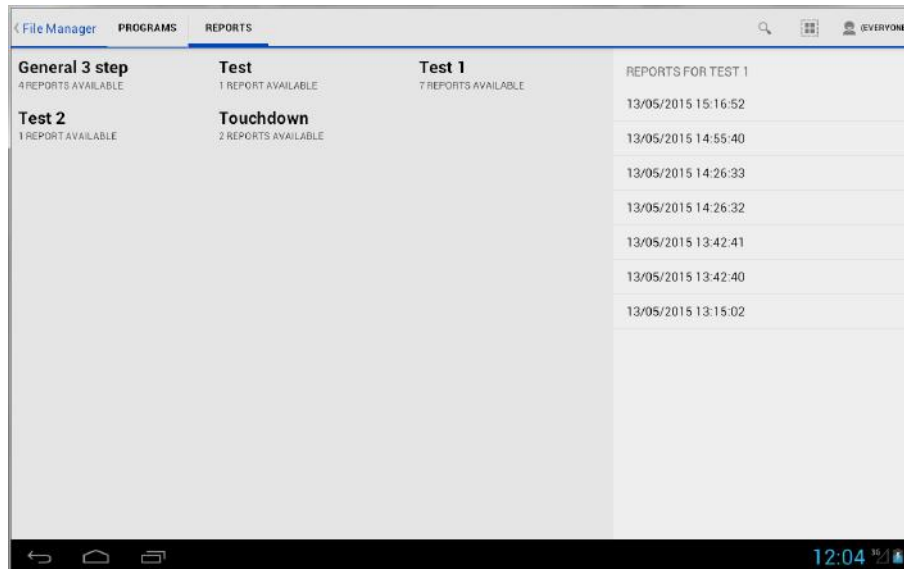 File Manager PROGRAMS REPORTS (EVERYONE
General 3 step Test Test 1
4 REPORTS AVAILABLE 1 REPORT AVAILABLE 7 REPORTS AVAILABLE
Test 2 Touchdown
1 REPORT AVAILABLE 2 REPORTS AVAILABLE
REPORTS FOR TEST 1
13/05/2015 15:16:52
13/05/2015 14:55:40
13/05/2015 14:26:33
13/05/2015 14:26:32
13/05/2015 13:42:41
13/05/2015 13:42:40
13/05/2015 13:15:02
12:04 3G